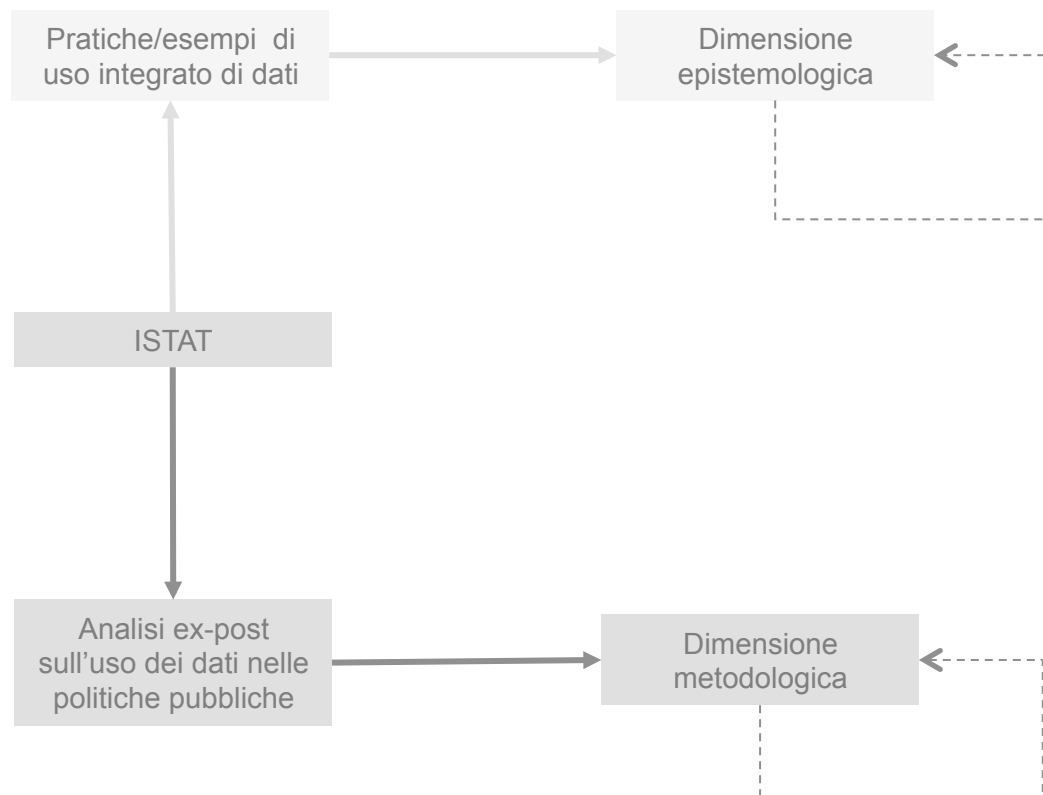 Pratiche/esempi di
uso integrato di dati
Dimensione
epistemologica
ISTAT
Analisi ex-post
sull’uso dei dati nelle
politiche pubbliche
Dimensione
metodologica